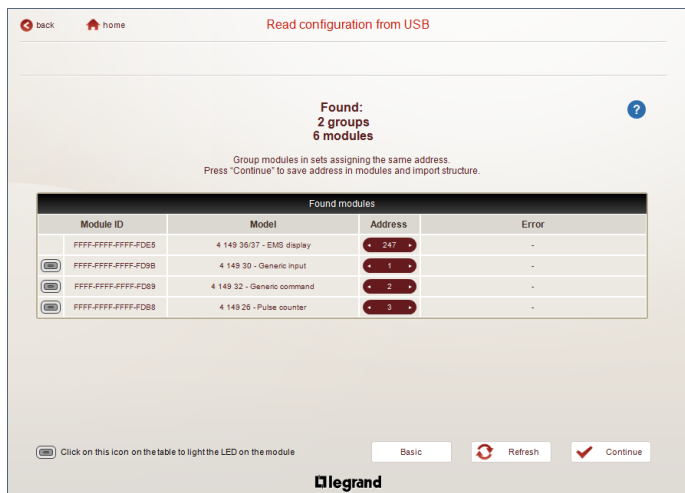 back
home
Read configuration from USB
Found:
2 groups
6 modules
?
Group modules in sets assigning the same address.
Press “Continue” to save address in modules and import structure.
Found modules
Module ID Model Address Error
FFFF-FFFF-FFFF-FDE5 4 149 36/37 - EMS display 247 -
FFFF-FFFF-FFFF-FD9B 4 149 30 - Generic input 1 -
FFFF-FFFF-FFFF-FD89 4 149 32 - Generic command 2 -
FFFF-FFFF-FFFF-FDB8 4 149 26 - Pulse counter 3 -
Click on this icon on the table to light the LED on the module
Basic
Refresh
Continue
legrand